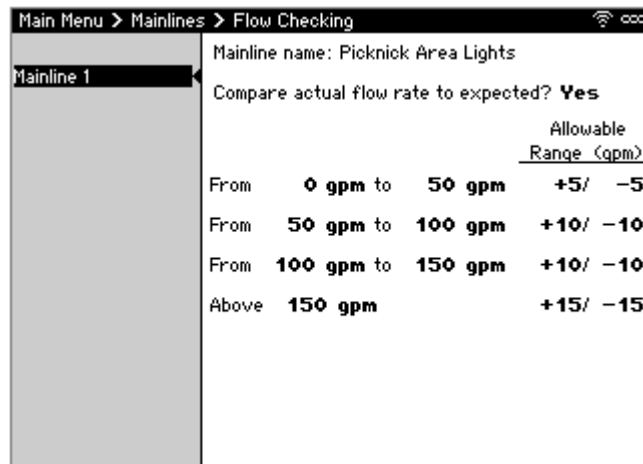 Main Menu > Mainlines > Flow Checking
Mainline name: Picknick Area Lights
Mainline 1
Compare actual flow rate to expected? Yes
Allowable
Range (gpm)
From 0 gpm to 50 gpm +5/ -5
From 50 gpm to 100 gpm +10/ -10
From 100 gpm to 150 gpm +10/ -10
Above 150 gpm +15/ -15